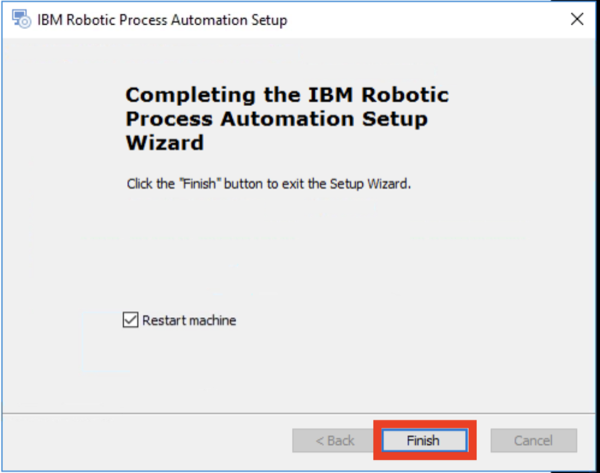 IBM Robotic Process Automation Setup
Completing the IBM Robotic
Process Automation Setup
Wizard
Click the "Finish" button to exit the Setup Wizard.
Restart machine
< Back
Finish
Cancel